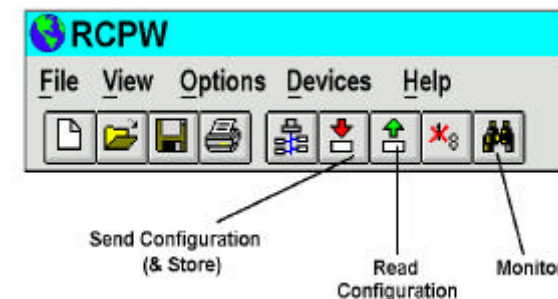 RCPW
File View Options Devices Help
Send Configuration
(& Store)
Read
Configuration
Monito